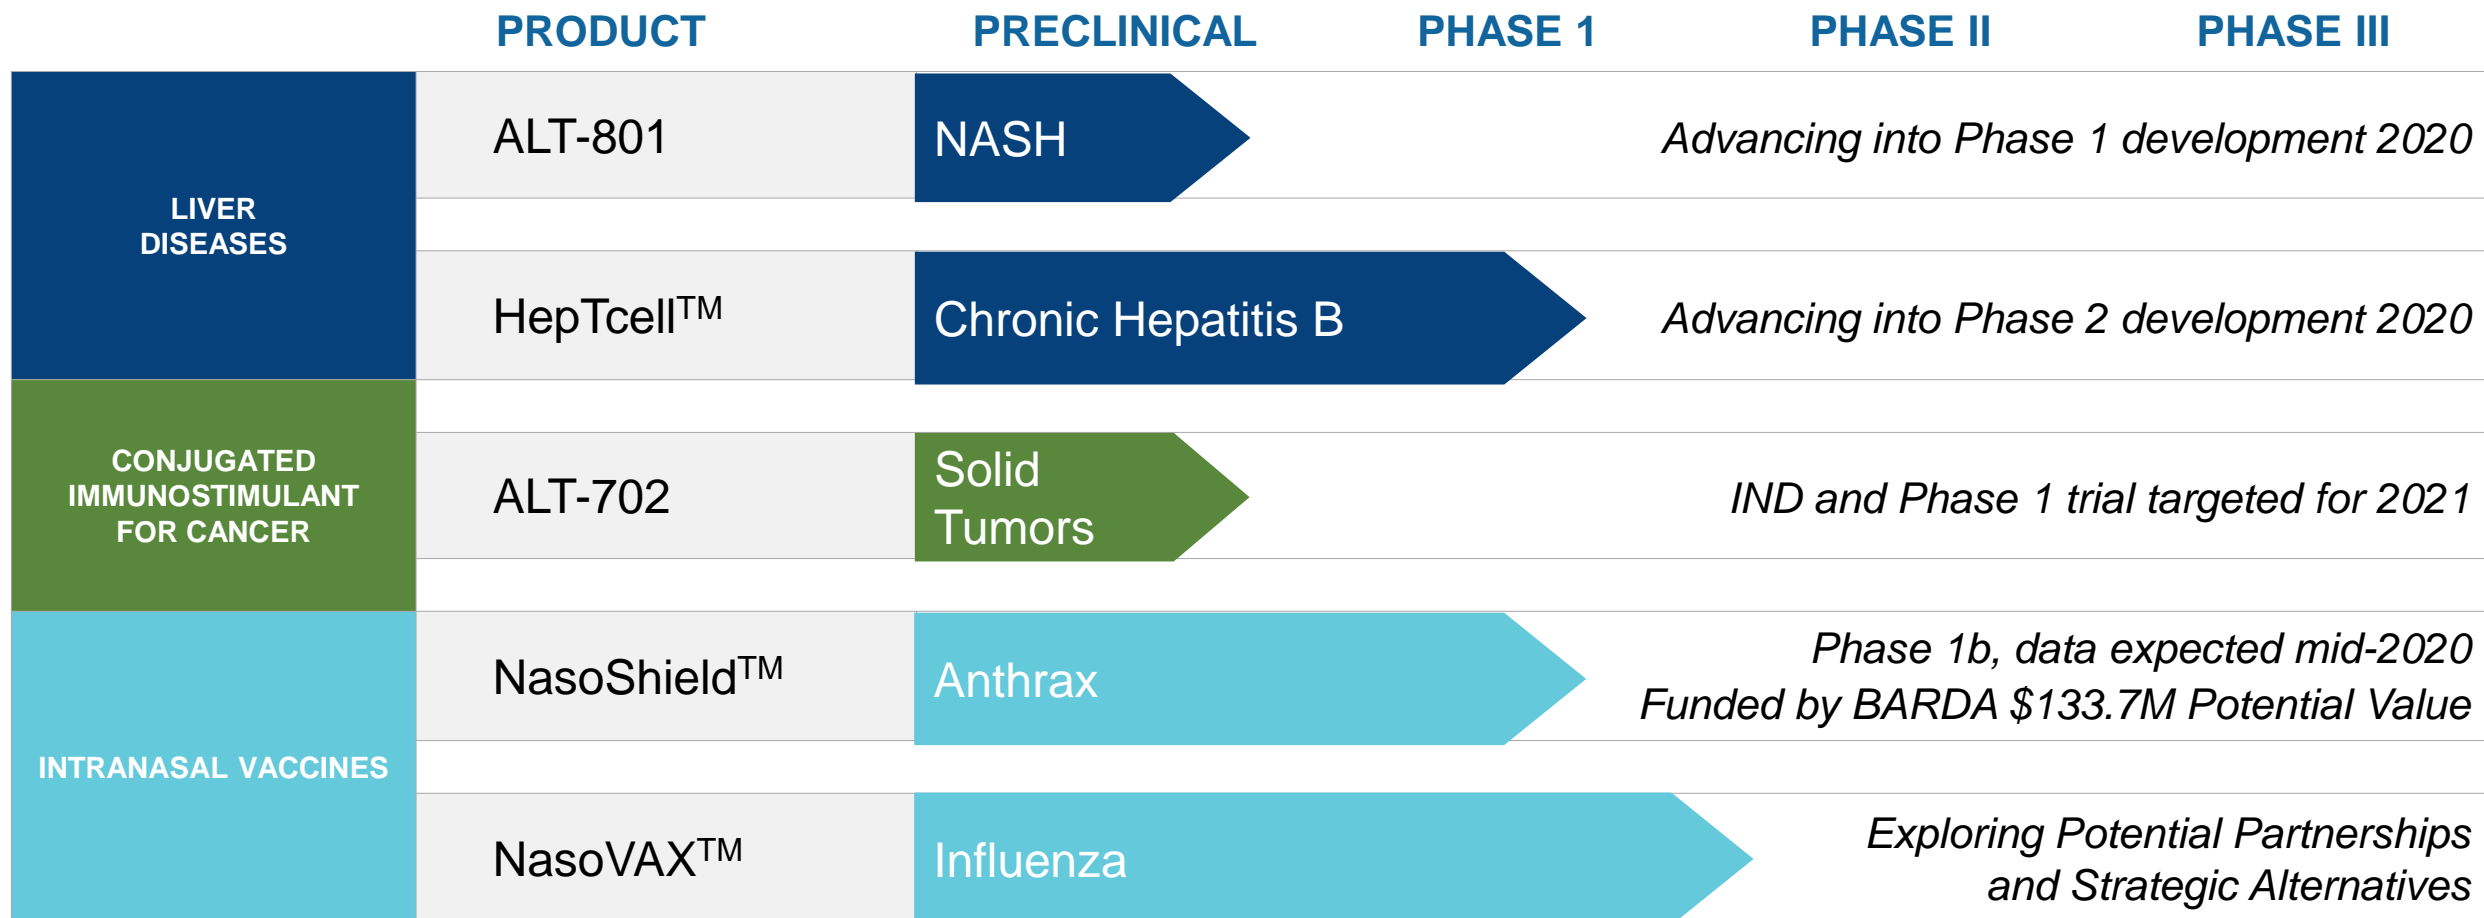 PRODUCT PRECLINICAL PHASE 1 PHASE II PHASE III
LIVER
DISEASES
ALT-801
NASH
Advancing into Phase 1 development 2020
HepTcell™
Chronic Hepatitis B
Advancing into Phase 2 development 2020
CONJUGATED
IMMUNOSTIMULANT
FOR CANCER
ALT-702
Solid
Tumors
IND and Phase 1 trial targeted for 2021
INTRANASAL VACCINES
NasoShield™
Anthrax
Phase 1b, data expected mid-2020
Funded by BARDA $133.7M Potential Value
NasoVAX™
Influenza
Exploring Potential Partnerships
and Strategic Alternatives